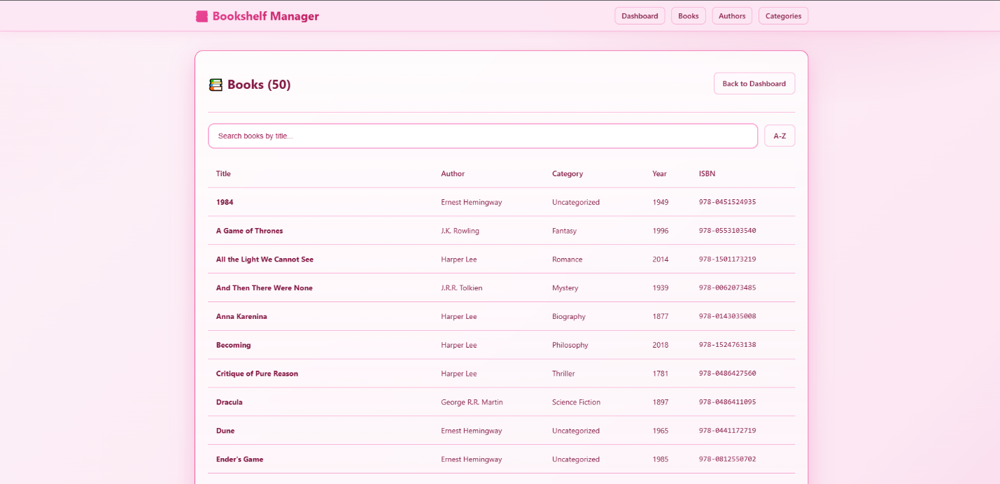 Bookshelf Manager
Dashboard Books Authors Categories
Books (50)
Back to Dashboard
Search books by title...
A-Z
Title Author Category Year ISBN
1984 Ernest Hemingway Uncategorized 1949 978-0451524935
A Game of Thrones J.K. Rowling Fantasy 1996 978-0553103540
All the Light We Cannot See Harper Lee Romance 2014 978-1501173219
And Then There Were None J.R.R. Tolkien Mystery 1939 978-0062073485
Anna Karenina Harper Lee Biography 1877 978-0143035008
Becoming Harper Lee Philosophy 2018 978-1524763138
Critique of Pure Reason Harper Lee Thriller 1781 978-0486427560
Dracula George R.R. Martin Science Fiction 1897 978-0486411095
Dune Ernest Hemingway Uncategorized 1965 978-0441172719
Ender's Game Ernest Hemingway Uncategorized 1985 978-0812550702